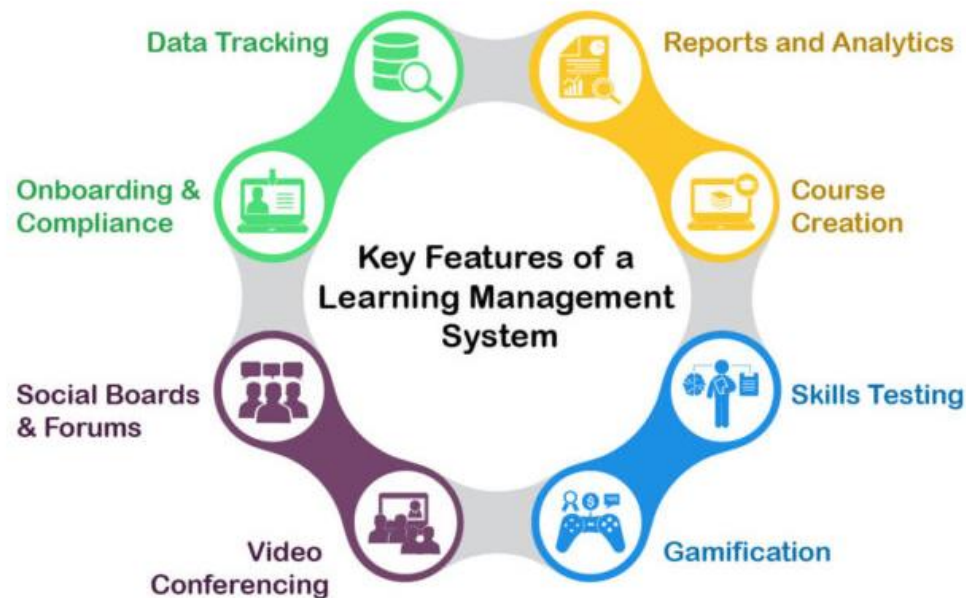 Data Tracking
Reports and Analytics
Onboarding &
Compliance
Course
Creation
Key Features of a
Learning Management
System
Social Boards
& Forums
Skills Testing
Video
Conferencing
Gamification